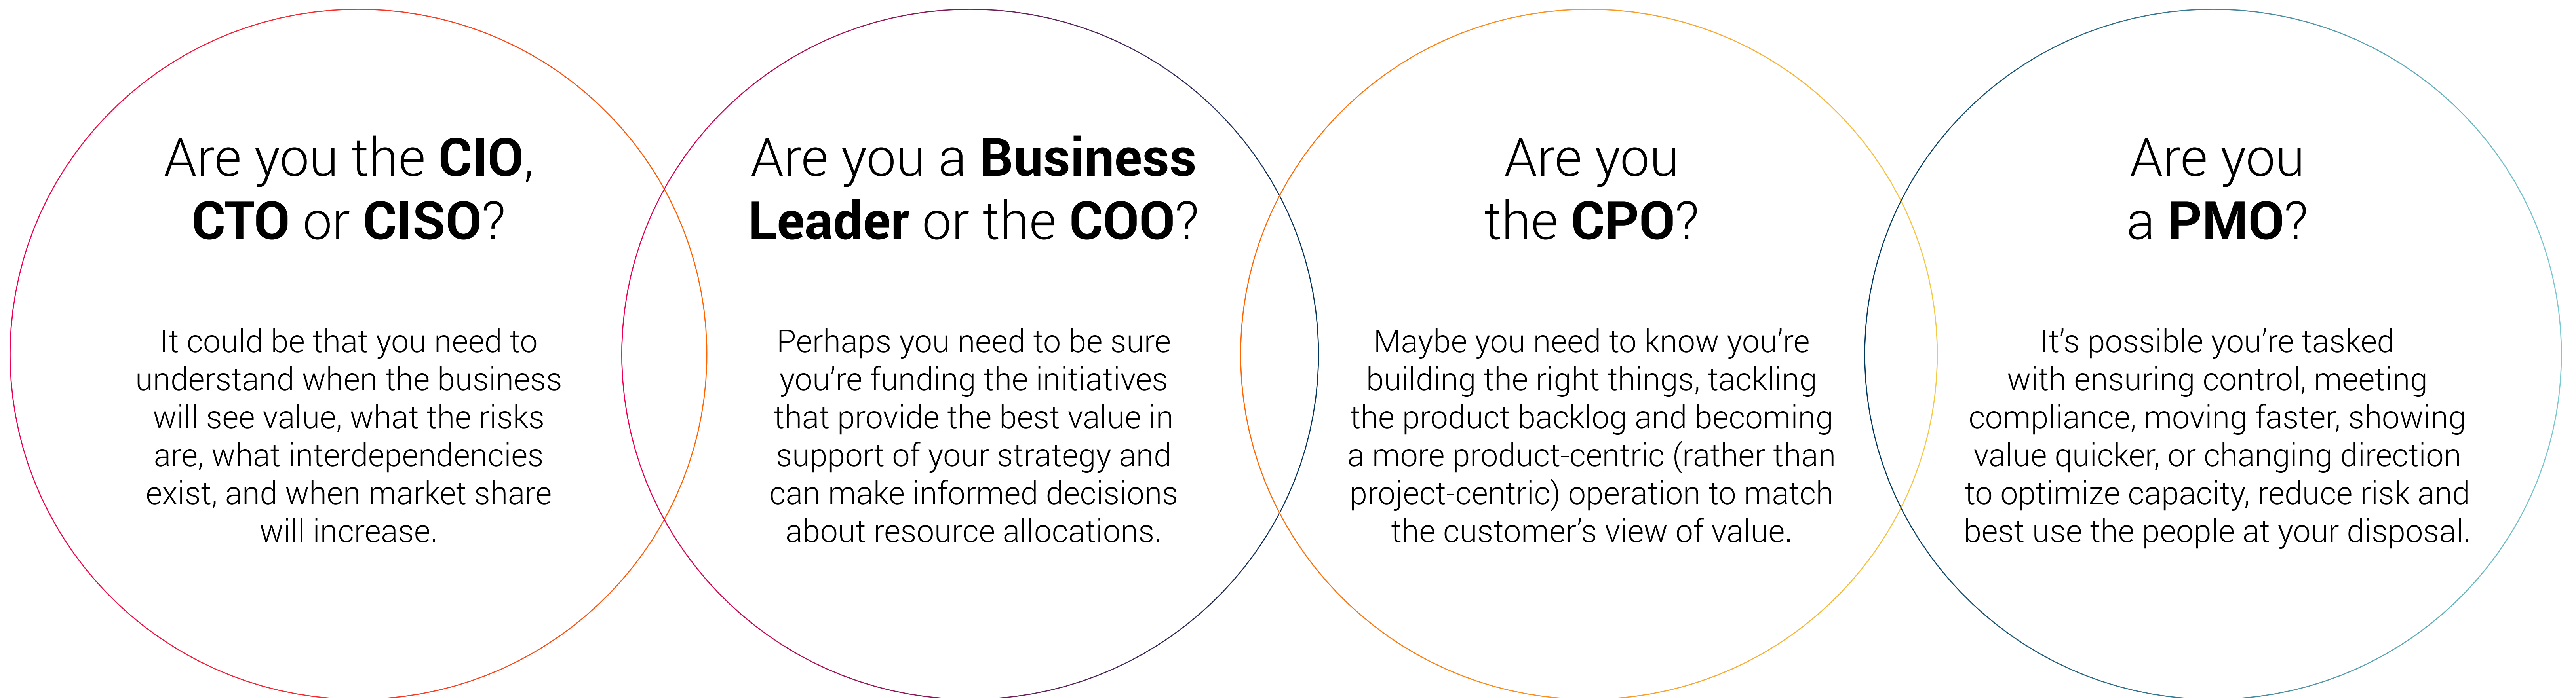 Are you the CIO,
CTO or CISO?
It could be that you need to
understand when the business
will see value, what the risks
are, what interdependencies
exist, and when market share
will increase.
Are you a Business
Leader or the COO?
Perhaps you need to be sure
you’re funding the initiatives
that provide the best value in
support of your strategy and
can make informed decisions
about resource allocations.
Are you
the CPO?
Maybe you need to know you’re
building the right things, tackling
the product backlog and becoming
a more product-centric (rather than
project-centric) operation to match
the customer’s view of value.
Are you
a PMO?
It’s possible you’re tasked
with ensuring control, meeting
compliance, moving faster, showing
value quicker, or changing direction
to optimize capacity, reduce risk and
best use the people at your disposal.